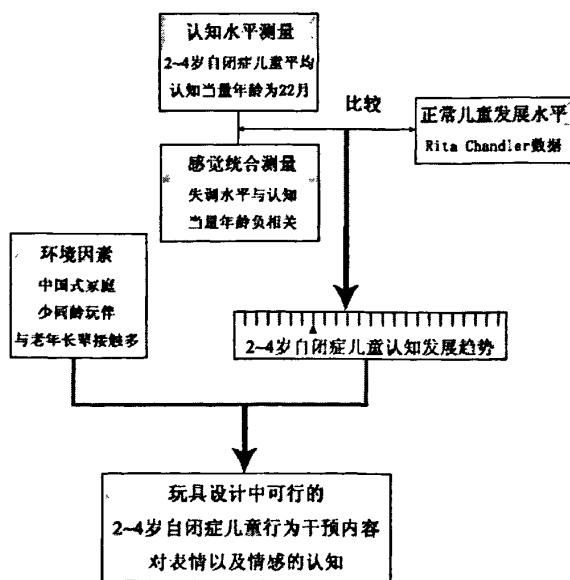 认知水平测量
2~4岁自闭症儿童平均
认知当量年龄为22月
比较
正常儿童发展水平
Rita Chandler数据
感觉统合测量
失调水平与认知
当量年龄负相关
环境因素
中国式家庭
少同龄玩伴
与老年长辈接触多
2~4岁自闭症儿童认知发展趋势
玩具设计中可行的
2~4岁自闭症儿童行为干预内容
对表情以及情感的认知